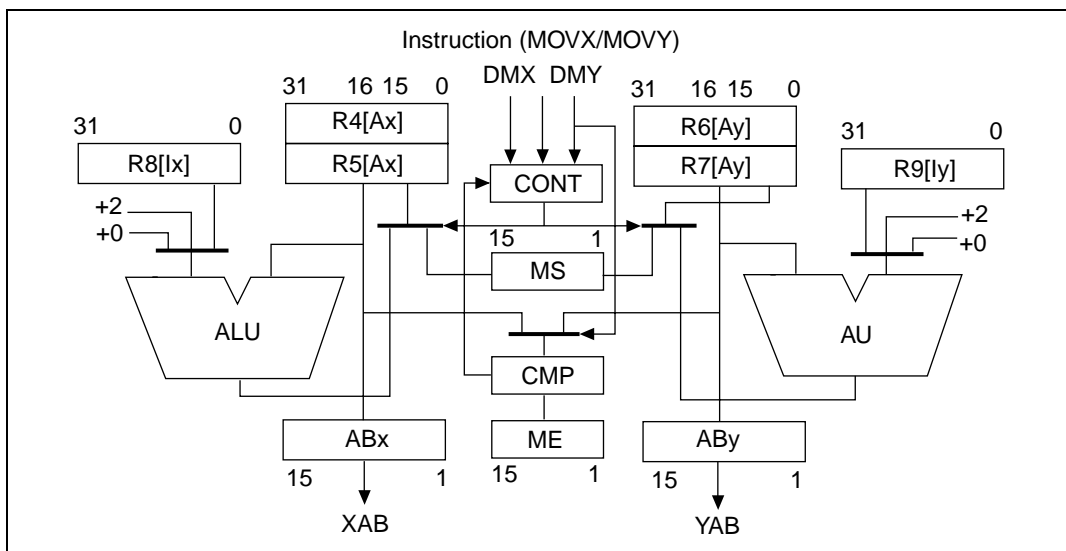 Instruction (MOVX/MOVY)
DMX DMY
31 16 15 0
31 16 15 0
R4[Ax]
R6[Ay]
31 0
31 0
R8[Ix]
R5[Ax]
CONT
R7[Ay]
R9[Iy]
+2
+0
+2
+0
15 1
MS
ALU
AU
CMP
ABx
ME
ABy
15 1
15 1
15 1
XAB
YAB